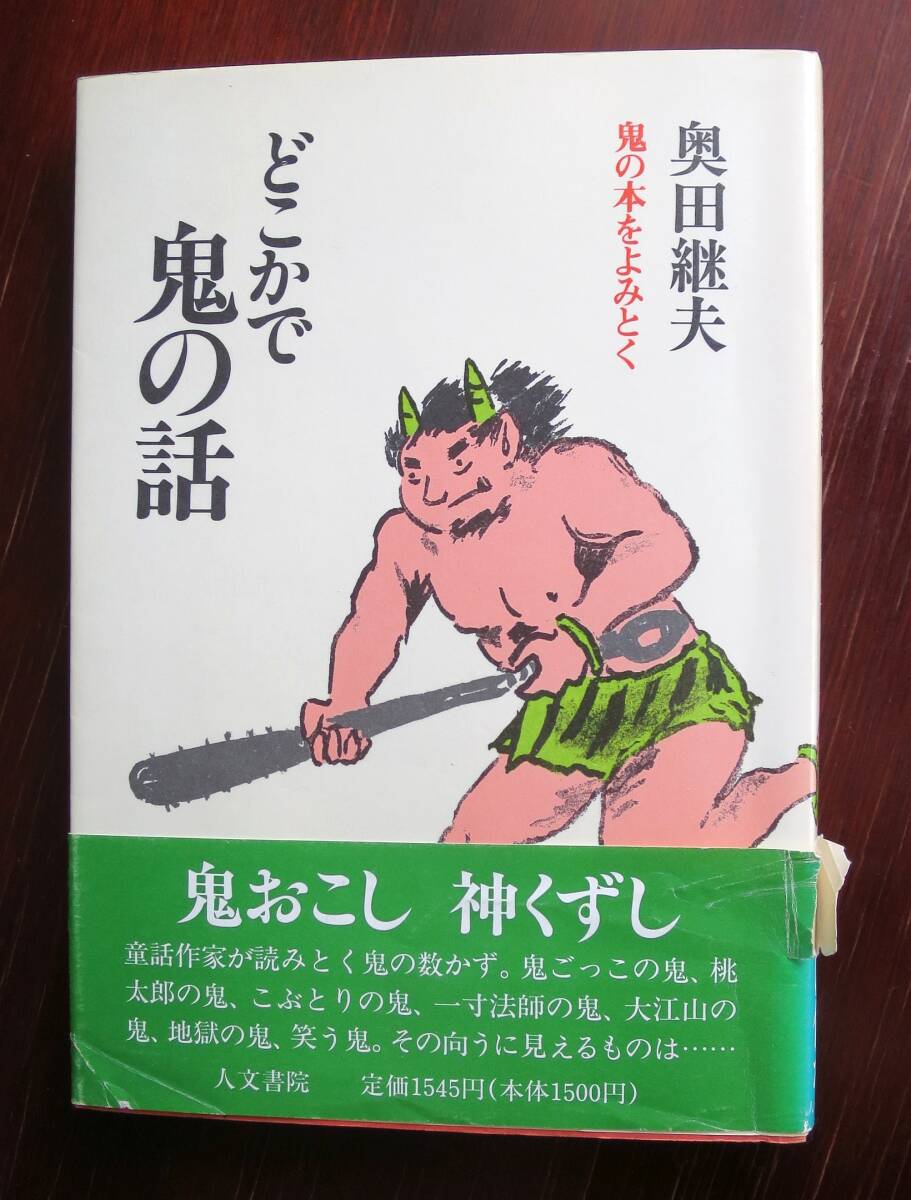 奥田継夫
鬼の本をよみとく
どこかで
鬼の話
鬼おこし 神くずし
童話作家が読みとく鬼の数かず。鬼ごっこの鬼、桃
太郎の鬼、こぶとりの鬼、一寸法師の鬼、大江山の
鬼、地獄の鬼、笑う鬼。その向うに見えるものは……
人文書院 定価1545円(本体1500円)